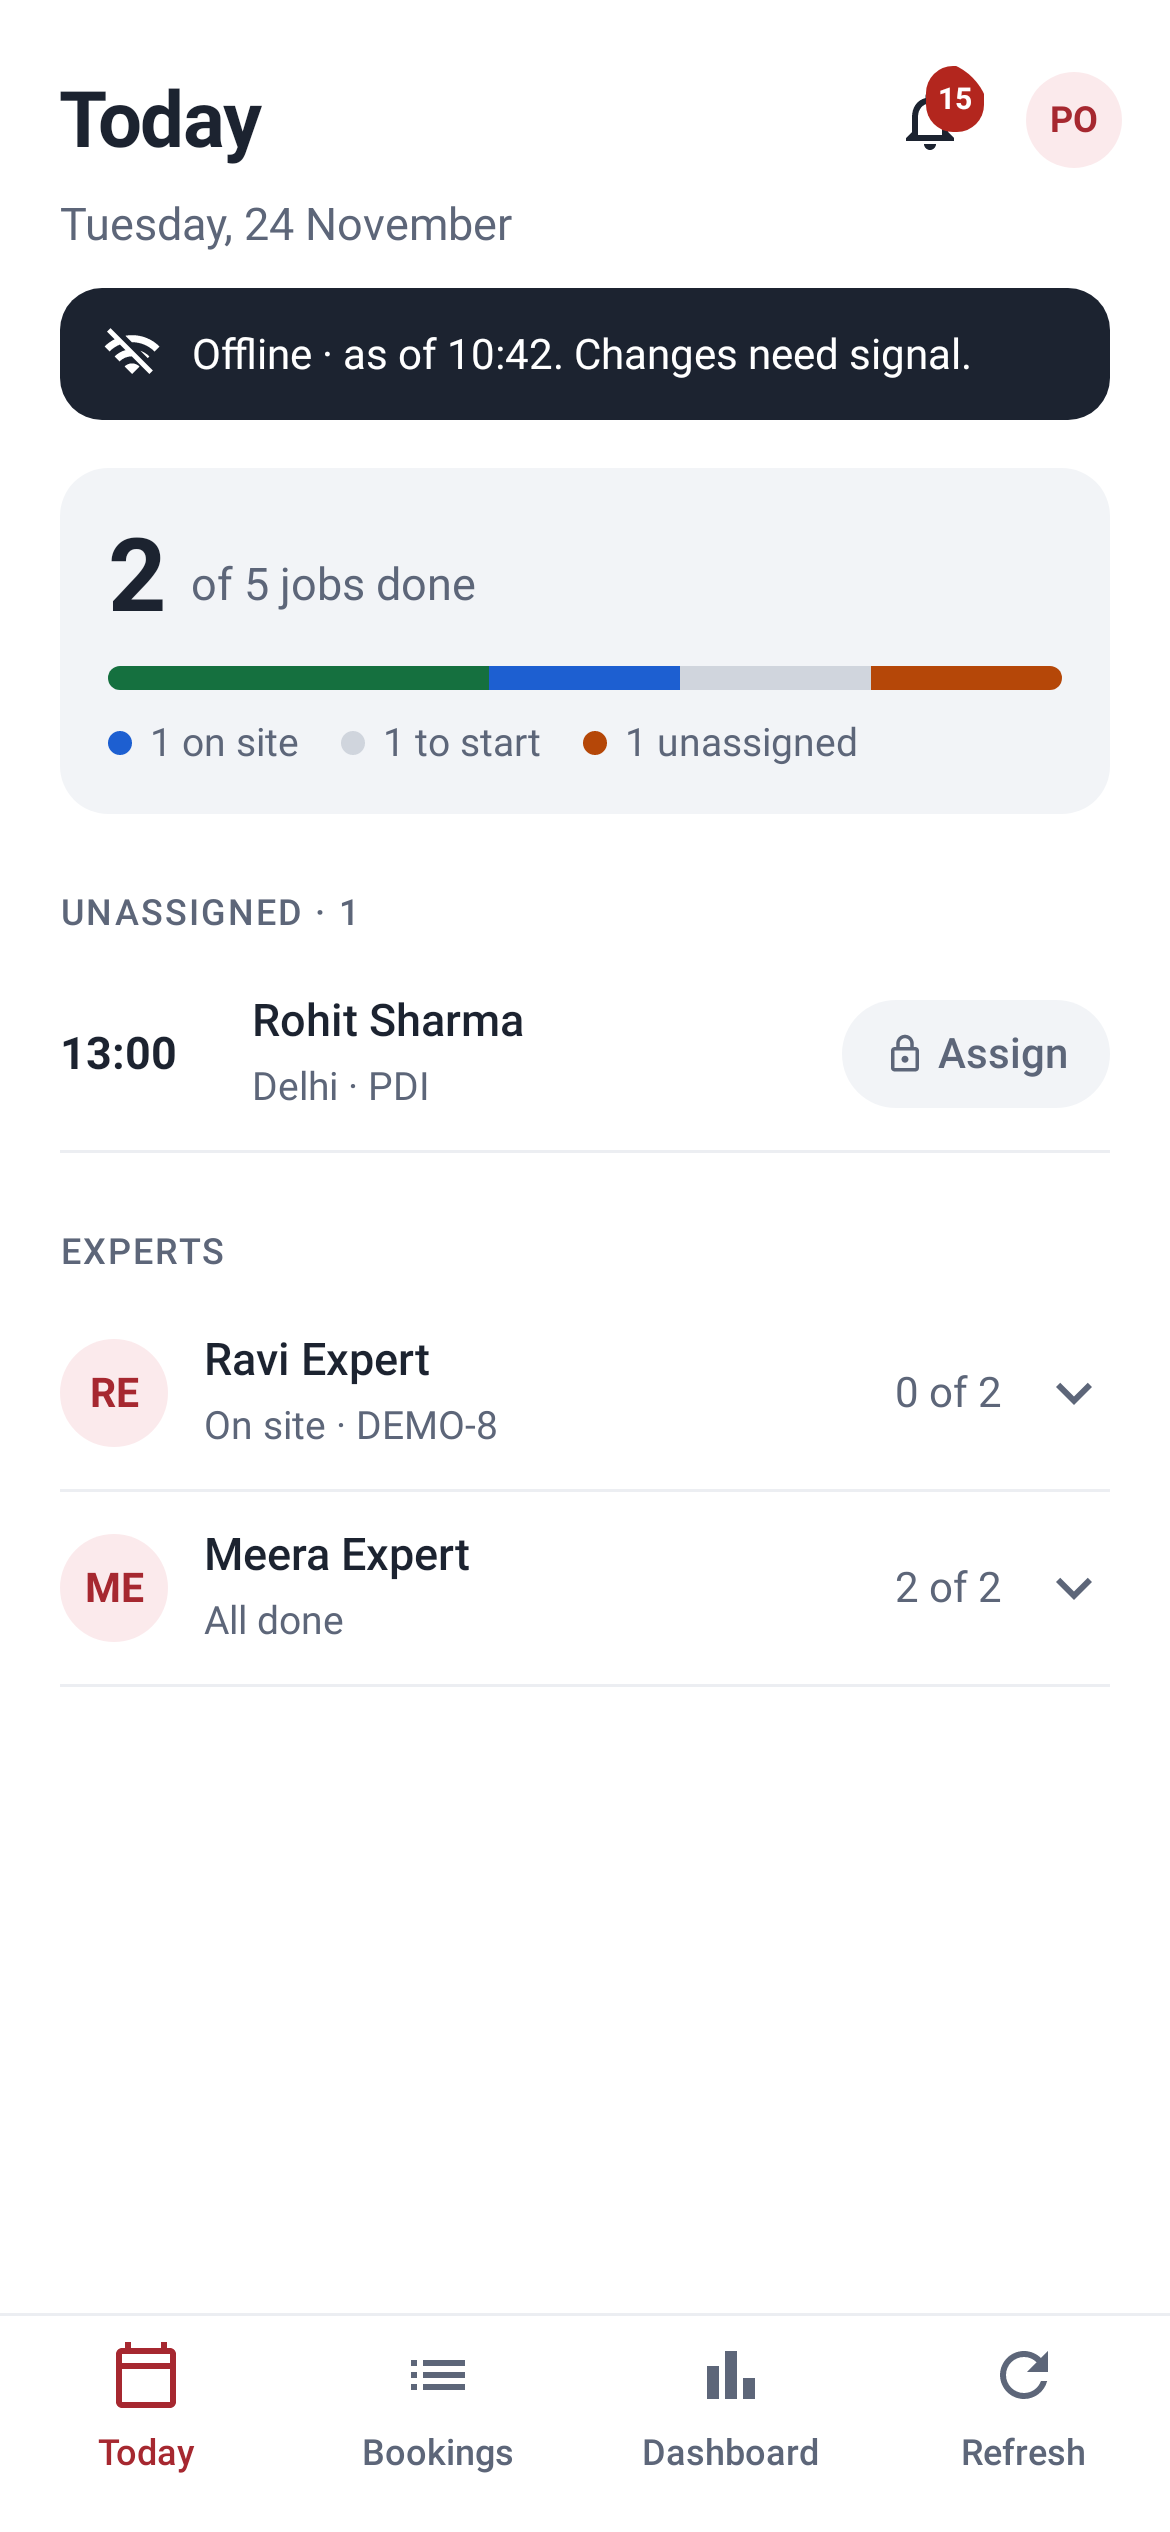 Today
15
PO
Tuesday, 24 November
Offline · as of 10:42. Changes need signal.
2 of 5 jobs done
1 on site 1 to start 1 unassigned
UNASSIGNED · 1
13:00
Rohit Sharma
Delhi · PDI
Assign
EXPERTS
RE
Ravi Expert
On site · DEMO-8
0 of 2
ME
Meera Expert
All done
2 of 2
Today Bookings Dashboard Refresh